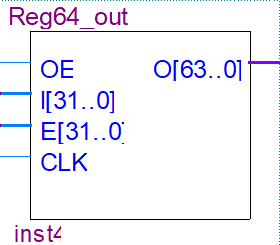 Reg64_out
OE O[63..0]
I[31..0]
E[31..0]
CLK
inst4